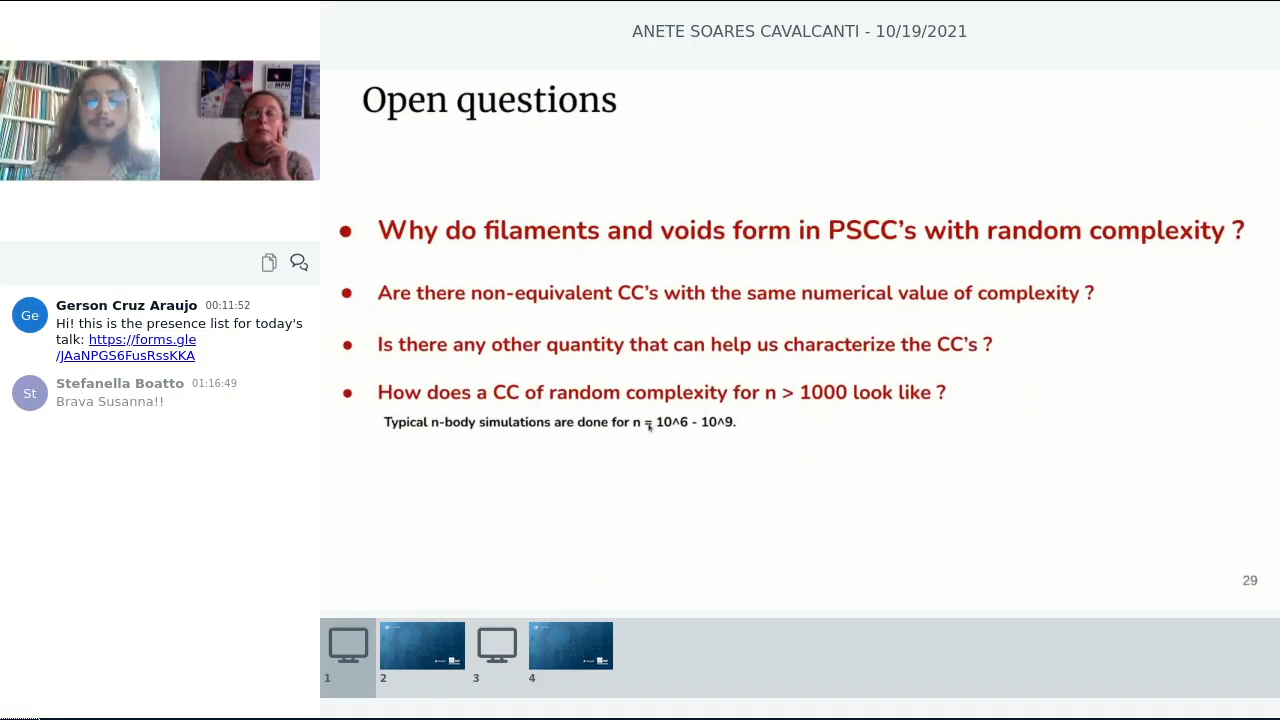 ANETE SOARES CAVALCANTI - 10/19/2021
Open questions
MPM
• Why do filaments and voids form in PSCC's with random complexity ?
• Are there non-equivalent CC's with the same numerical value of complexity ?
• Is there any other quantity that can help us characterize the CC's ?
• How does a CC of random complexity for n > 1000 look like ?
Typical n-body simulations are done for n = 10^6 - 10^9.
29
Ge
Gerson Cruz Araujo 00:11:52
Hi! this is the presence list for today's
talk: https://forms.gle
/JAaNPGS6FusRssKKA
St
Stefanella Boatto 01:16:49
Brava Susanna!!
1
2
3
4